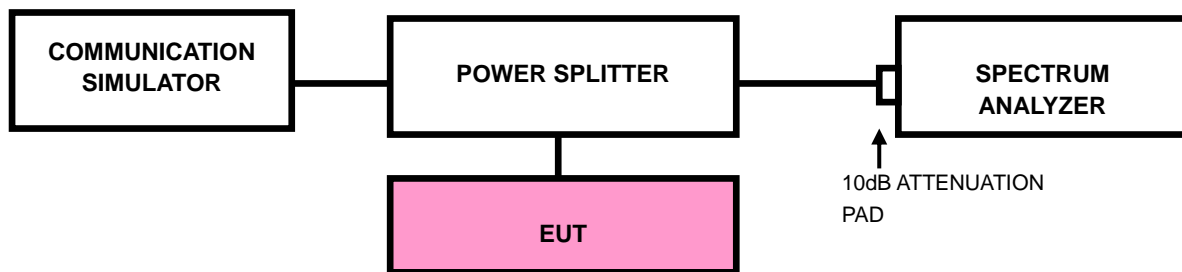 COMMUNICATION
SIMULATOR
POWER SPLITTER
SPECTRUM
ANALYZER
10dB ATTENUATION
PAD
EUT